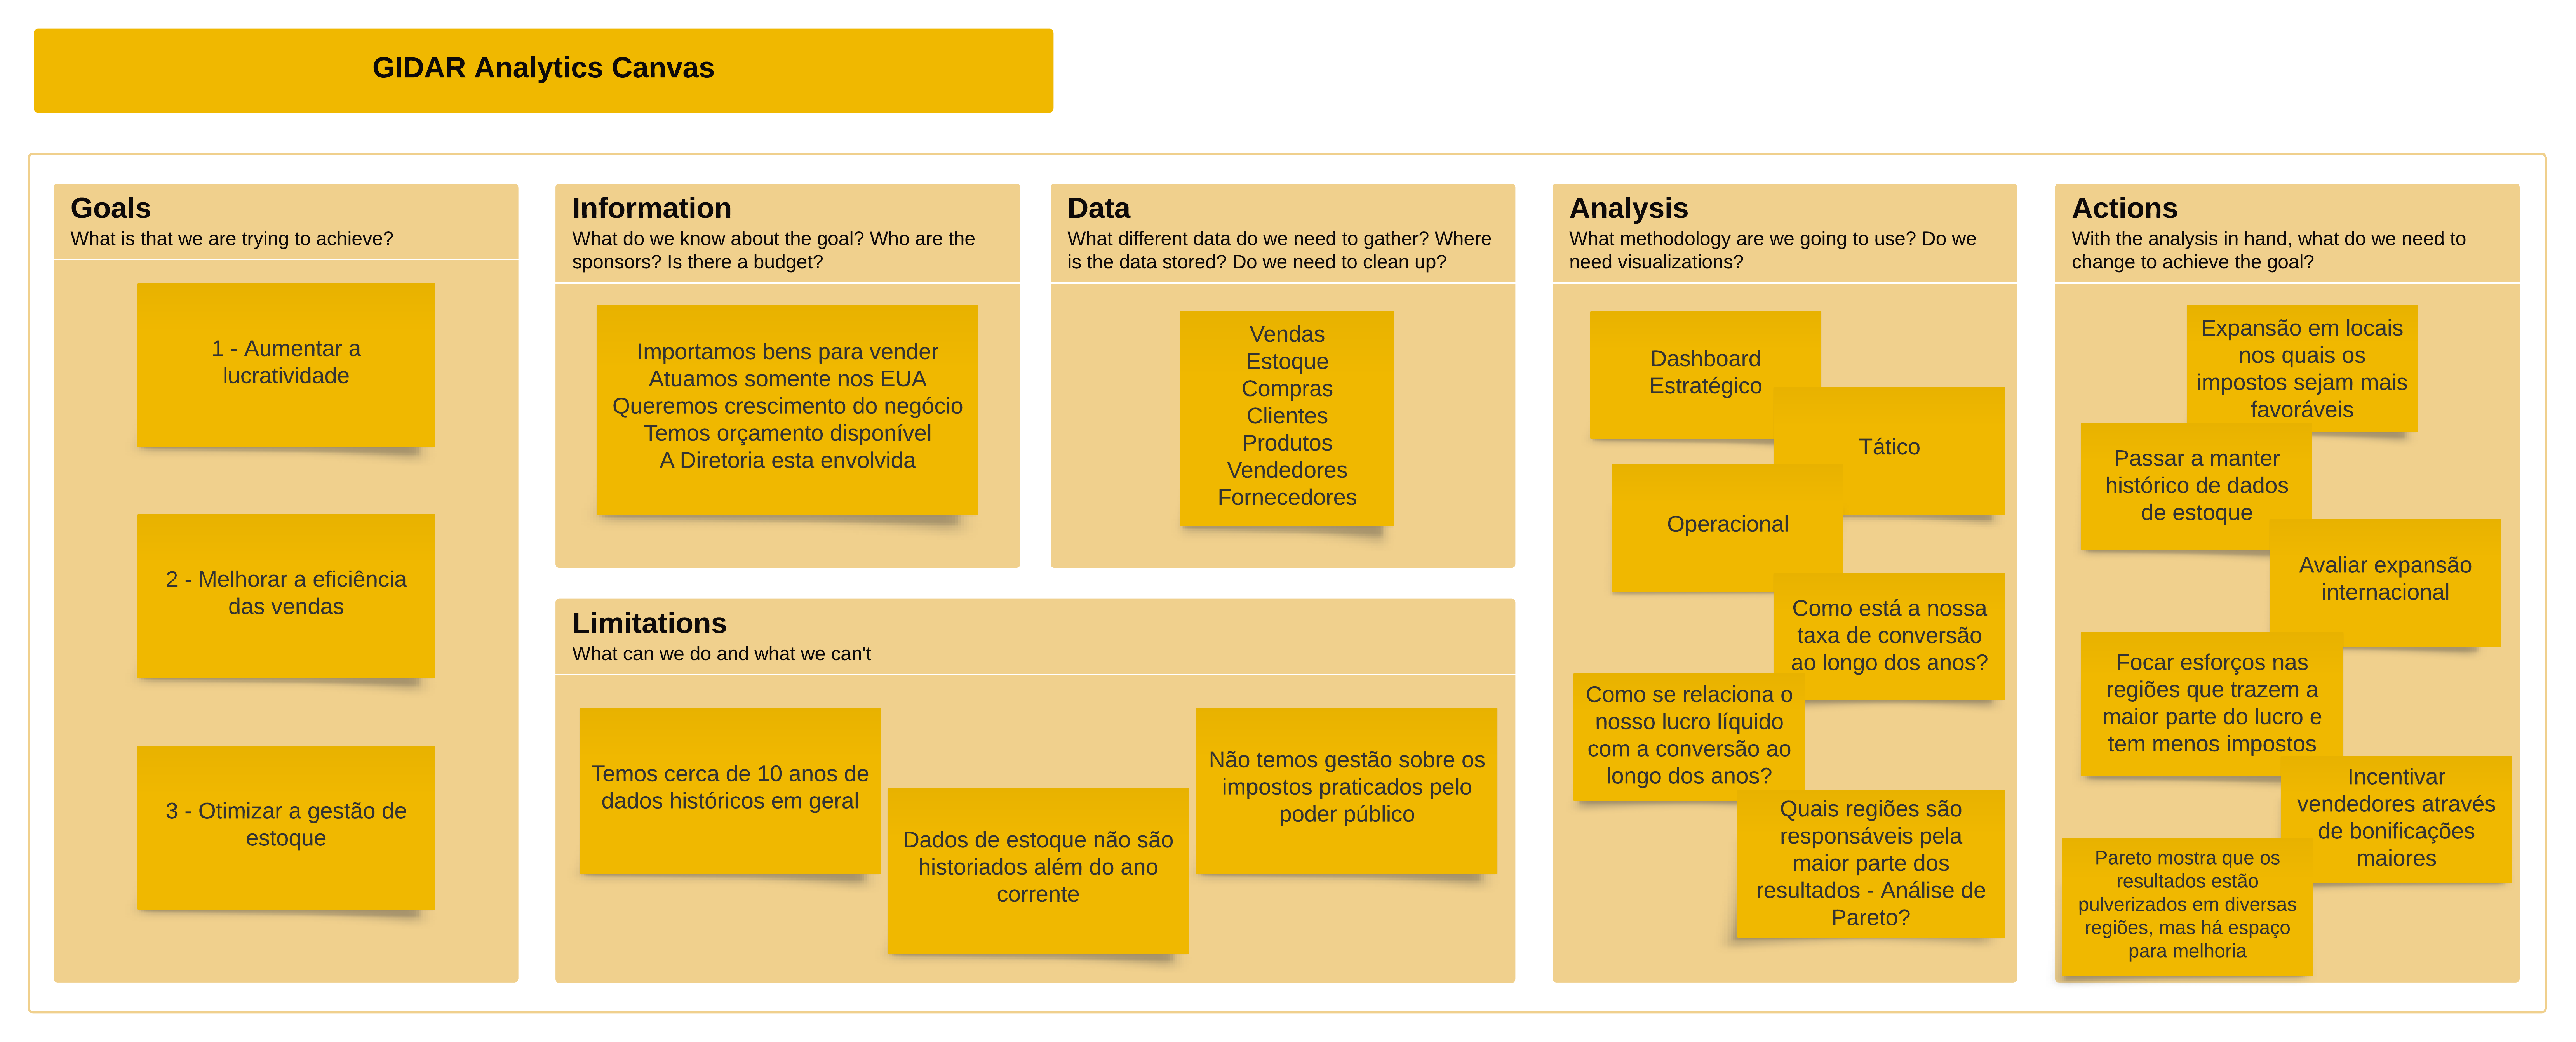 GIDAR Analytics Canvas
Goals
What is that we are trying to achieve?
1 - Aumentar a
lucratividade
2 - Melhorar a eficiência
das vendas
3 - Otimizar a gestão de
estoque
Information
What do we know about the goal? Who are the
sponsors? Is there a budget?
Importamos bens para vender
Atuamos somente nos EUA
Queremos crescimento do negócio
Temos orçamento disponível
A Diretoria esta envolvida
Data
What different data do we need to gather? Where
is the data stored? Do we need to clean up?
Vendas
Estoque
Compras
Clientes
Produtos
Vendedores
Fornecedores
Limitations
What can we do and what we can't
Temos cerca de 10 anos de
dados históricos em geral
Dados de estoque não são
historiados além do ano
corrente
Não temos gestão sobre os
impostos praticados pelo
poder público
Analysis
What methodology are we going to use? Do we
need visualizations?
Dashboard
Estratégico
Tático
Operacional
Como está a nossa
taxa de conversão
ao longo dos anos?
Como se relaciona o
nosso lucro líquido
com a conversão ao
longo dos anos?
Quais regiões são
responsáveis pela
maior parte dos
resultados - Análise de
Pareto?
Actions
With the analysis in hand, what do we need to
change to achieve the goal?
Expansão em locais
nos quais os
impostos sejam mais
favoráveis
Passar a manter
histórico de dados
de estoque
Avaliar expansão
internacional
Focar esforços nas
regiões que trazem a
maior parte do lucro e
tem menos impostos
Incentivar
vendedores através
de bonificações
maiores
Pareto mostra que os
resultados estão
pulverizados em diversas
regiões, mas há espaço
para melhoria